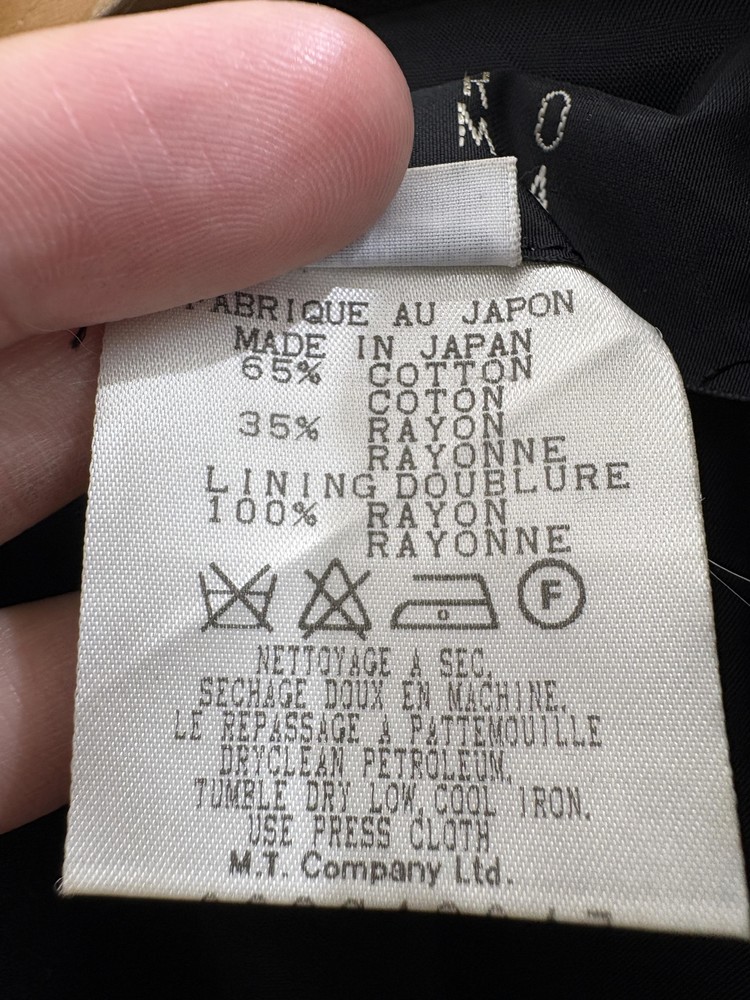 FABRIQUE AU JAPON
MADE IN JAPAN
65% COTTON
COTON
35% RAYON
RAYONNE
LINING DOUBLURE
100% RAYON
RAYONNE
F
NETTOYAGE A SEC.
SECHAGE DOUX EN MACHINE.
LE REPASSAGE A PATTEMOUILLE
DRYCLEAN PETROLEUM.
TUMBLE DRY LOW, COOL IRON.
USE PRESS CLOTH
M.T. Company Ltd.